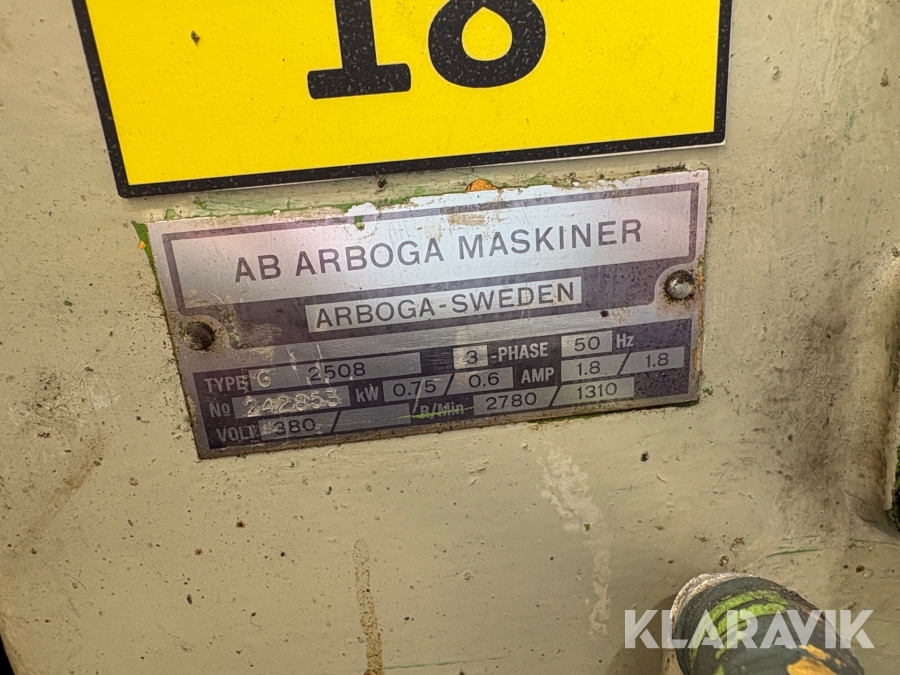 18
AB ARBOGA MASKINER
ARBOGA-SWEDEN
TYPE G 2508 3 -PHASE 50 Hz
No 242853 kW 0.75 / 0.6 AMP 1.8 / 1.8
VOLT 380 / R/Min 2780 / 1310
KLARAVIK